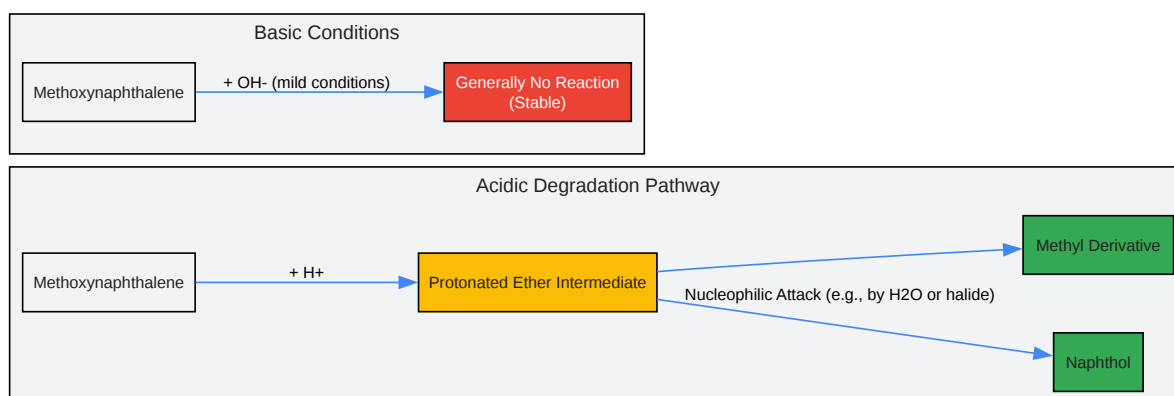 Basic Conditions
Methoxynaphthalene
+ OH- (mild conditions)
Generally No Reaction
(Stable)
Acidic Degradation Pathway
Methoxynaphthalene
+ H+
Protonated Ether Intermediate
Nucleophilic Attack (e.g., by H2O or halide)
Methyl Derivative
Naphthol